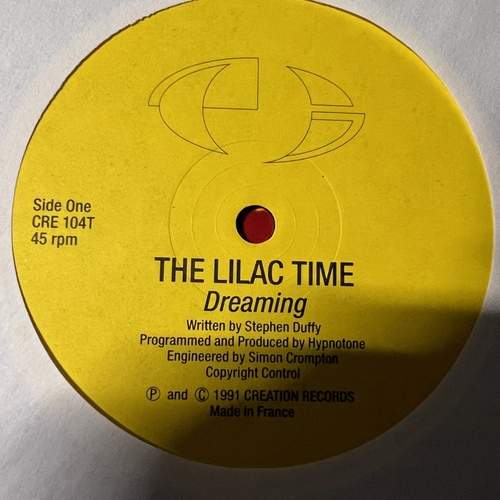 Side One
CRE 104T
45 rpm
THE LILAC TIME
Dreaming
Written by Stephen Duffy
Programmed and Produced by Hypnotone
Engineered by Simon Crompton
Copyright Control
Ⓟ and Ⓒ 1991 CREATION RECORDS
Made in France